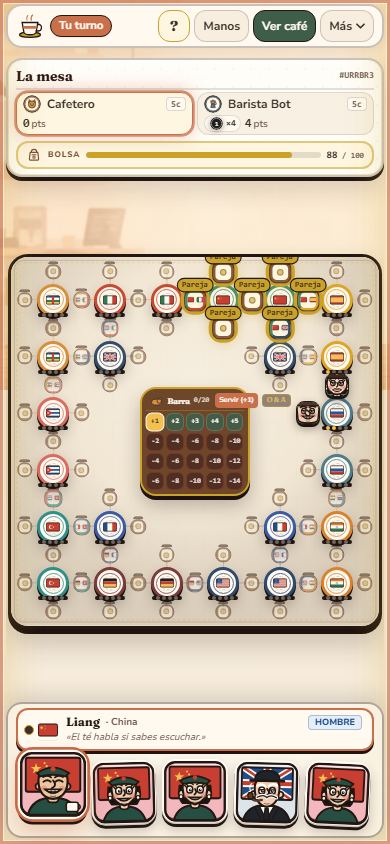 Tu turno
?
Manos
Ver café
Más
La mesa
#URRBR3
Cafetero
5c
0 pts
Barista Bot
5c
×4
4 pts
BOLSA
88 / 100
Pareja
Pareja
Pareja
Pareja
Pareja
Pareja
Pareja
Barra 0/20
Servir (+1)
+1 +2 +3 +4 +5
-2 -4 -6 -8 -10
-4 -6 -8 -10 -12
-6 -8 -10 -12 -14
Liang · China
HOMBRE
«El té habla si sabes escuchar.»